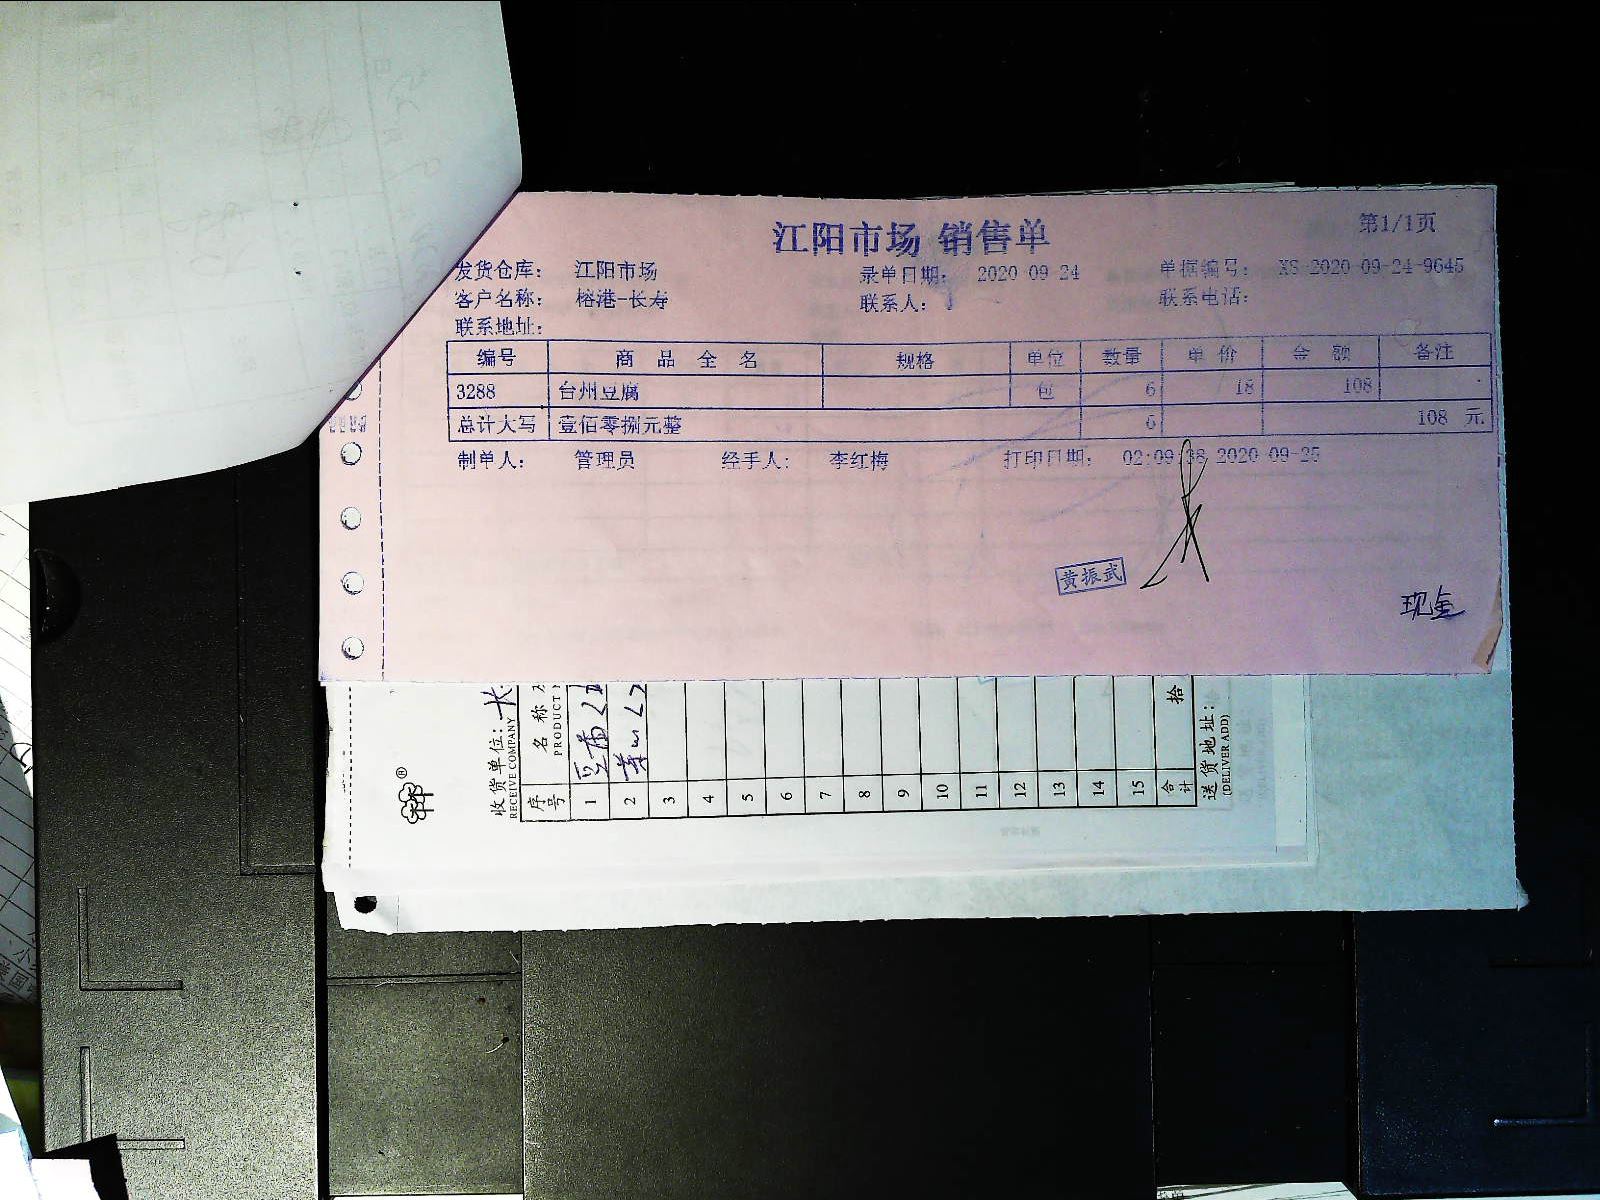 江阳市场 销售单
第1/1页
发货仓库: 江阳市场 录单日期: 2020-09-24 单据编号: XS-2020-09-24-9645
客户名称: 榕港-长寿 联系人: 联系电话:
联系地址:
编号 商品全名 规格 单位 数量 单价 金额 备注
3288 台州豆腐 包 6 18 108
总计大写 壹佰零捌元整 6 108 元
制单人: 管理员 经手人: 李红梅 打印日期: 02:09:38 2020-09-25
黄振武
现金
收货单位:
RECEIVE COMPANY
序号 名称
PRODUCT
1
2
3
4
5
6
7
8
9
10
11
12
13
14
15
合计 拾
送货地址:
(DELIVER ADD)